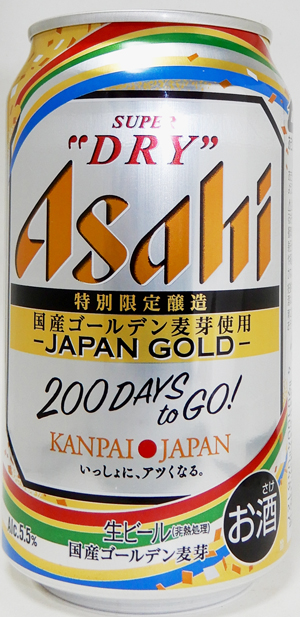 SUPER
"DRY"
Asahi
特別限定醸造
国産ゴールデン麦芽使用
-JAPAN GOLD-
200 DAYS
to GO!
KANPAI●JAPAN
いっしょに、アツくなる。
Alc.5.5%
生ビール(非熱処理)
国産ゴールデン麦芽
さけ
お酒